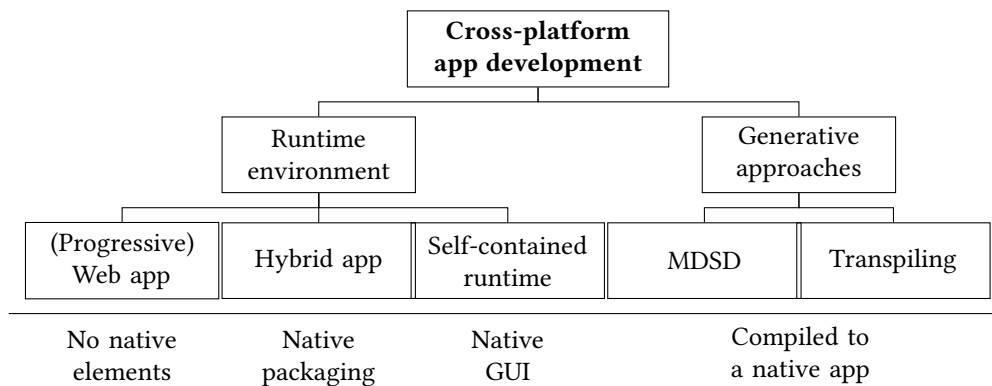 Cross-platform
app development
Runtime
environment
Generative
approaches
(Progressive)
Web app
Hybrid app
Self-contained
runtime
MDSD
Transpiling
No native
elements
Native
packaging
Native
GUI
Compiled to
a native app